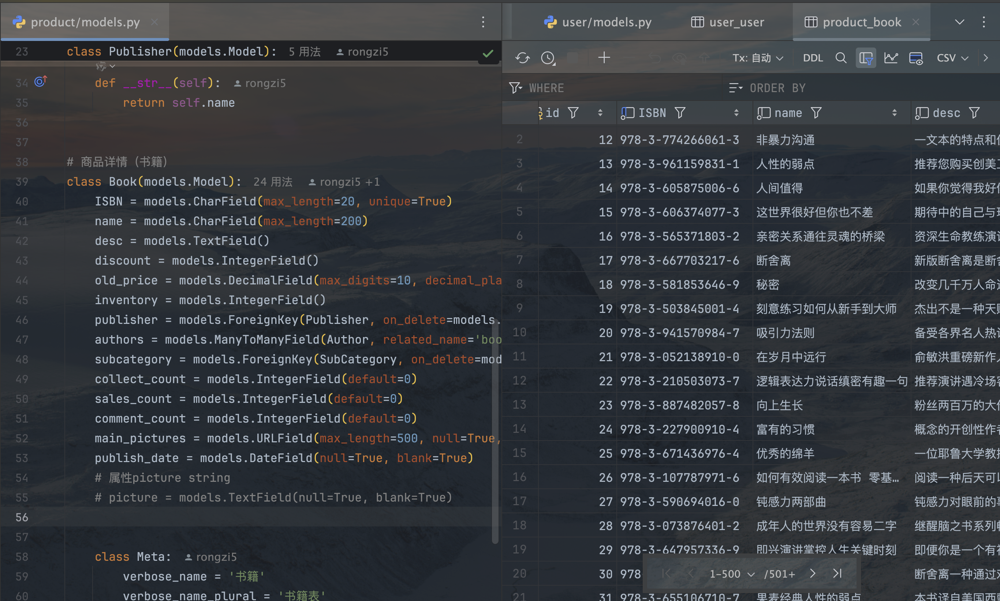 product/models.py
23 class Publisher(models.Model): 5 用法 rongzi5
34 def __str__(self): rongzi5
35 return self.name
36
37
38 # 商品详情（书籍）
39 class Book(models.Model): 24 用法 rongzi5 +1
40 ISBN = models.CharField(max_length=20, unique=True)
41 name = models.CharField(max_length=200)
42 desc = models.TextField()
43 discount = models.IntegerField()
44 old_price = models.DecimalField(max_digits=10, decimal_pla
45 inventory = models.IntegerField()
46 publisher = models.ForeignKey(Publisher, on_delete=models.
47 authors = models.ManyToManyField(Author, related_name='boo
48 subcategory = models.ForeignKey(SubCategory, on_delete=mod
49 collect_count = models.IntegerField(default=0)
50 sales_count = models.IntegerField(default=0)
51 comment_count = models.IntegerField(default=0)
52 main_pictures = models.URLField(max_length=500, null=True,
53 publish_date = models.DateField(null=True, blank=True)
54 # 属性picture string
55 # picture = models.TextField(null=True, blank=True)
56
57
58 class Meta: rongzi5
59 verbose_name = '书籍'
60 verbose_name_plural = '书籍表'
user/models.py user_user product_book
Tx: 自动 DDL CSV
WHERE ORDER BY
id ISBN name desc
2 12 978-3-774266061-3 非暴力沟通 一文本的特点和
3 13 978-3-961159831-1 人性的弱点 推荐您购买创美
4 14 978-3-605875006-6 人间值得 如果你觉得我好
5 15 978-3-606374077-3 这世界很好但你也不差 期待中的自己与
6 16 978-3-565371803-2 亲密关系通往灵魂的桥梁 资深生命教练演
7 17 978-3-667703217-6 断舍离 新版断舍离是断
8 18 978-3-581853646-9 秘密 改变几千万人命
9 19 978-3-503845001-4 刻意练习如何从新手到大师 杰出不是一种天
10 20 978-3-941570984-7 吸引力法则 备受各界名人热
11 21 978-3-052138910-0 在岁月中远行 俞敏洪重磅新作
12 22 978-3-210503073-7 逻辑表达力说话缜密有趣一句 推荐演讲遇冷场
13 23 978-3-887482057-8 向上生长 粉丝两百万的大
14 24 978-3-227900910-4 富有的习惯 概念的开创性作
15 25 978-3-671436976-4 优秀的绵羊 一位耶鲁大学教
16 26 978-3-107787971-6 如何有效阅读一本书 零基… 阅读一种后天可
17 27 978-3-590694016-0 钝感力两部曲 钝感力对眼前的
18 28 978-3-073876401-2 成年人的世界没有容易二字 继醒脑之书系列
19 29 978-3-647957336-9 即兴演讲掌控人生关键时刻 即便你是一个有
20 30 978 断舍离一种通过
21 31 978-3-655106710-7 果麦经典人性的弱点 本书译自美国西
1-500 /501+